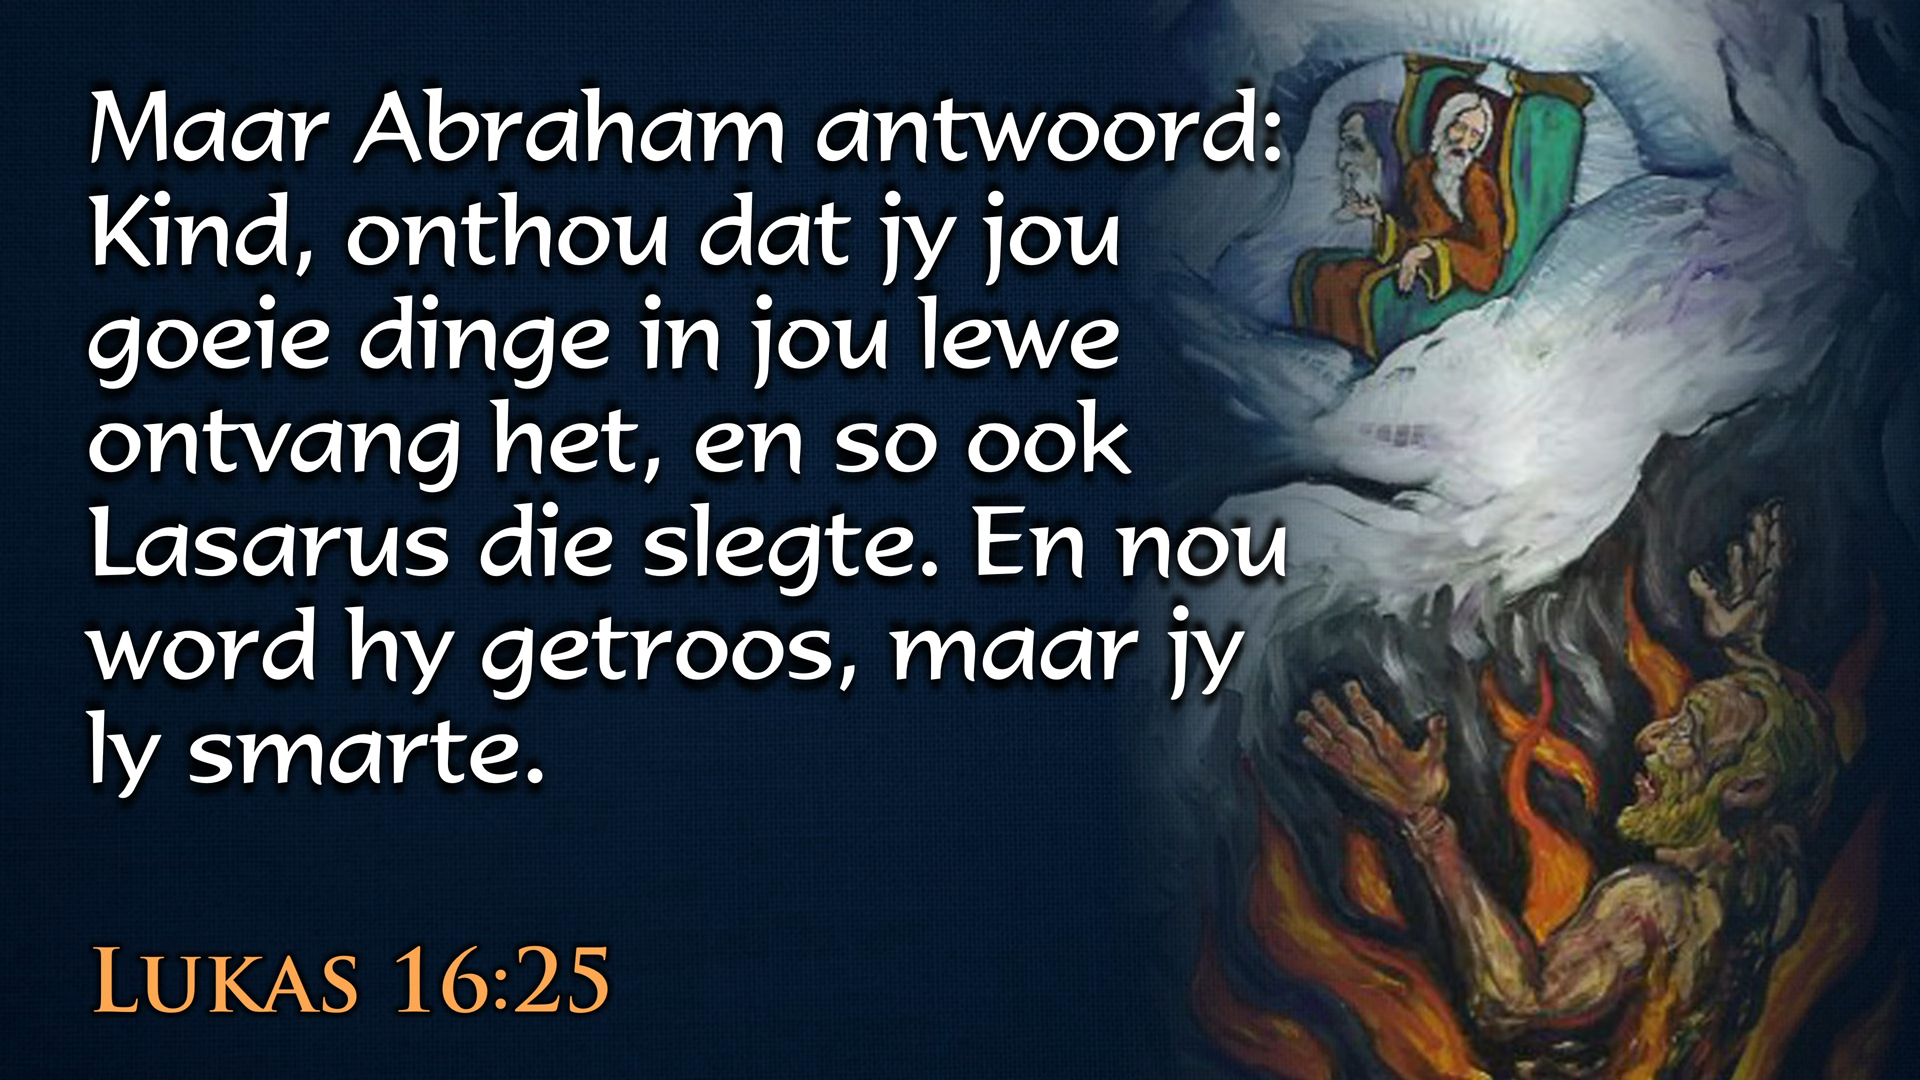 Maar Abraham antwoord:
Kind, onthou dat jy jou
goeie dinge in jou lewe
ontvang het, en so ook
Lasarus die slegte. En nou
word hy getroos, maar jy
ly smarte.
Lukas 16:25